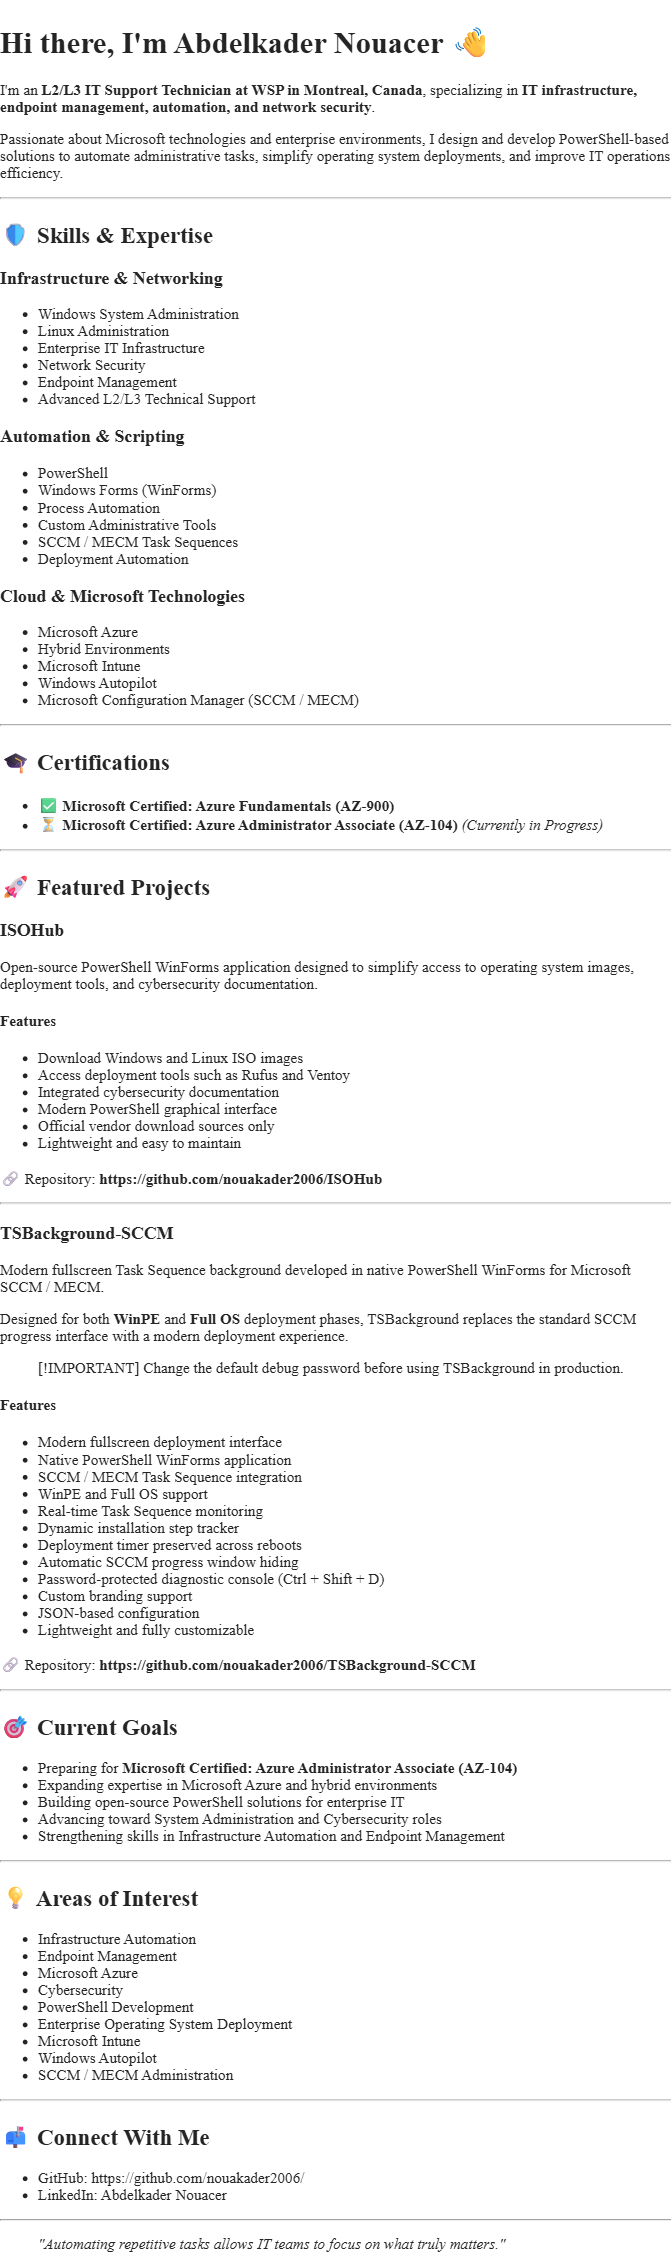 Hi there, I'm Abdelkader Nouacer 👋
I'm an L2/L3 IT Support Technician at WSP in Montreal, Canada, specializing in IT infrastructure,
endpoint management, automation, and network security.
Passionate about Microsoft technologies and enterprise environments, I design and develop PowerShell-based
solutions to automate administrative tasks, simplify operating system deployments, and improve IT operations
efficiency.
🛡️ Skills & Expertise
Infrastructure & Networking
• Windows System Administration
• Linux Administration
• Enterprise IT Infrastructure
• Network Security
• Endpoint Management
• Advanced L2/L3 Technical Support
Automation & Scripting
• PowerShell
• Windows Forms (WinForms)
• Process Automation
• Custom Administrative Tools
• SCCM / MECM Task Sequences
• Deployment Automation
Cloud & Microsoft Technologies
• Microsoft Azure
• Hybrid Environments
• Microsoft Intune
• Windows Autopilot
• Microsoft Configuration Manager (SCCM / MECM)
🎓 Certifications
• ✅ Microsoft Certified: Azure Fundamentals (AZ-900)
• ⏳ Microsoft Certified: Azure Administrator Associate (AZ-104) (Currently in Progress)
🚀 Featured Projects
ISOHub
Open-source PowerShell WinForms application designed to simplify access to operating system images,
deployment tools, and cybersecurity documentation.
Features
• Download Windows and Linux ISO images
• Access deployment tools such as Rufus and Ventoy
• Integrated cybersecurity documentation
• Modern PowerShell graphical interface
• Official vendor download sources only
• Lightweight and easy to maintain
🔗 Repository: https://github.com/nouakader2006/ISOHub
TSBackground-SCCM
Modern fullscreen Task Sequence background developed in native PowerShell WinForms for Microsoft
SCCM / MECM.
Designed for both WinPE and Full OS deployment phases, TSBackground replaces the standard SCCM
progress interface with a modern deployment experience.
[!IMPORTANT] Change the default debug password before using TSBackground in production.
Features
• Modern fullscreen deployment interface
• Native PowerShell WinForms application
• SCCM / MECM Task Sequence integration
• WinPE and Full OS support
• Real-time Task Sequence monitoring
• Dynamic installation step tracker
• Deployment timer preserved across reboots
• Automatic SCCM progress window hiding
• Password-protected diagnostic console (Ctrl + Shift + D)
• Custom branding support
• JSON-based configuration
• Lightweight and fully customizable
🔗 Repository: https://github.com/nouakader2006/TSBackground-SCCM
🎯 Current Goals
• Preparing for Microsoft Certified: Azure Administrator Associate (AZ-104)
• Expanding expertise in Microsoft Azure and hybrid environments
• Building open-source PowerShell solutions for enterprise IT
• Advancing toward System Administration and Cybersecurity roles
• Strengthening skills in Infrastructure Automation and Endpoint Management
💡 Areas of Interest
• Infrastructure Automation
• Endpoint Management
• Microsoft Azure
• Cybersecurity
• PowerShell Development
• Enterprise Operating System Deployment
• Microsoft Intune
• Windows Autopilot
• SCCM / MECM Administration
📫 Connect With Me
• GitHub: https://github.com/nouakader2006/
• LinkedIn: Abdelkader Nouacer
"Automating repetitive tasks allows IT teams to focus on what truly matters."